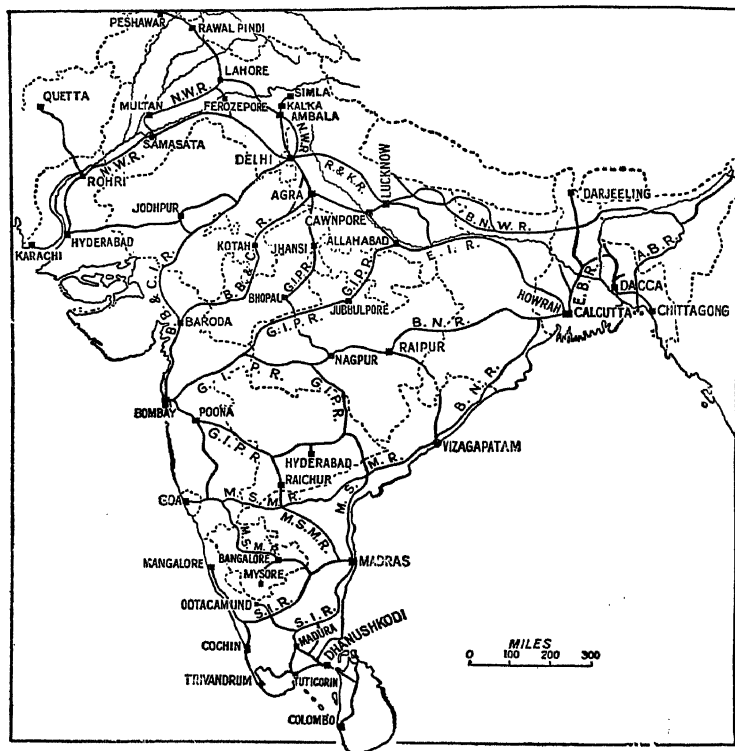 PESHAWAR
RAWAL PINDI
LAHORE
QUETTA
SIMLA
KALKA
AMBALA
MULTAN
N.W.R.
FEROZEPORE
N.W.R.
SAMASATA
N.W.R.
ROHRI
DELHI
R. & K.R.
LUCKNOW
DARJEELING
AGRA
B.N.W.R.
JODHPUR
CAWNPORE
HYDERABAD
KARACHI
KOTAH
JHANSI
ALLAHABAD
E.I.R.
A.B.R.
B.B. & C.I.R.
B.B. & C.I.R.
G.I.P.R.
G.I.P.R.
E.B.R.
DACCA
BHOPAL
JUBBULPORE
HOWRAH
CALCUTTA
CHITTAGONG
BARODA
G.I.P.R.
B.N.R.
NAGPUR
RAIPUR
G.I.P.R.
G.I.P.R.
B.N.R.
BOMBAY
POONA
G.I.P.R.
HYDERABAD
VIZAGAPATAM
RAICHUR
M.S.M.R.
GOA
M.S.M.R.
M.S.M.R.
M.S.M.R.
BANGALORE
MANGALORE
MADRAS
MYSORE
OOTACAMUND
S.I.R.
S.I.R.
COCHIN
MADURA
DHANUSHKODI
MILES
0 100 200 300
TRIVANDRUM
TUTICORIN
COLOMBO